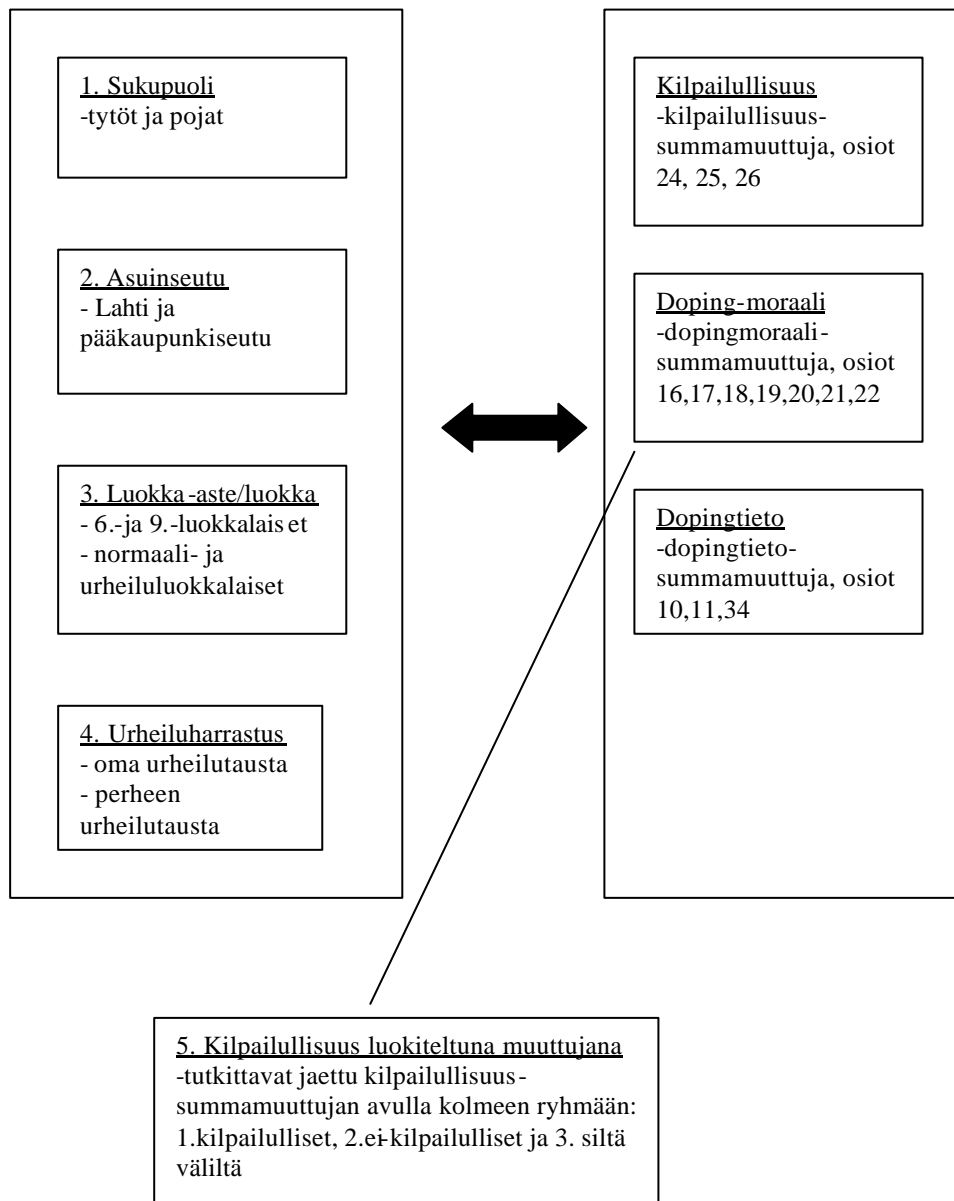 1. Sukupuoli
-tytöt ja pojat
2. Asuinseutu
- Lahti ja
pääkaupunkiseutu
3. Luokka-aste/luokka
- 6.-ja 9.-luokkalaiset
- normaali- ja
urheiluluokkalaiset
4. Urheiluharrastus
- oma urheilutausta
- perheen
urheilutausta
Kilpailullisuus
-kilpailullisuus-
summamuuttuja, osiot
24, 25, 26
Doping-moraali
-dopingmoraali-
summamuuttuja, osiot
16,17,18,19,20,21,22
Dopingtieto
-dopingtieto-
summamuuttuja, osiot
10,11,34
5. Kilpailullisuus luokiteltuna muuttujana
-tutkittavat jaettu kilpailullisuus-
summamuuttujan avulla kolmeen ryhmään:
1.kilpailulliset, 2.ei-kilpailulliset ja 3. siltä
väliltä